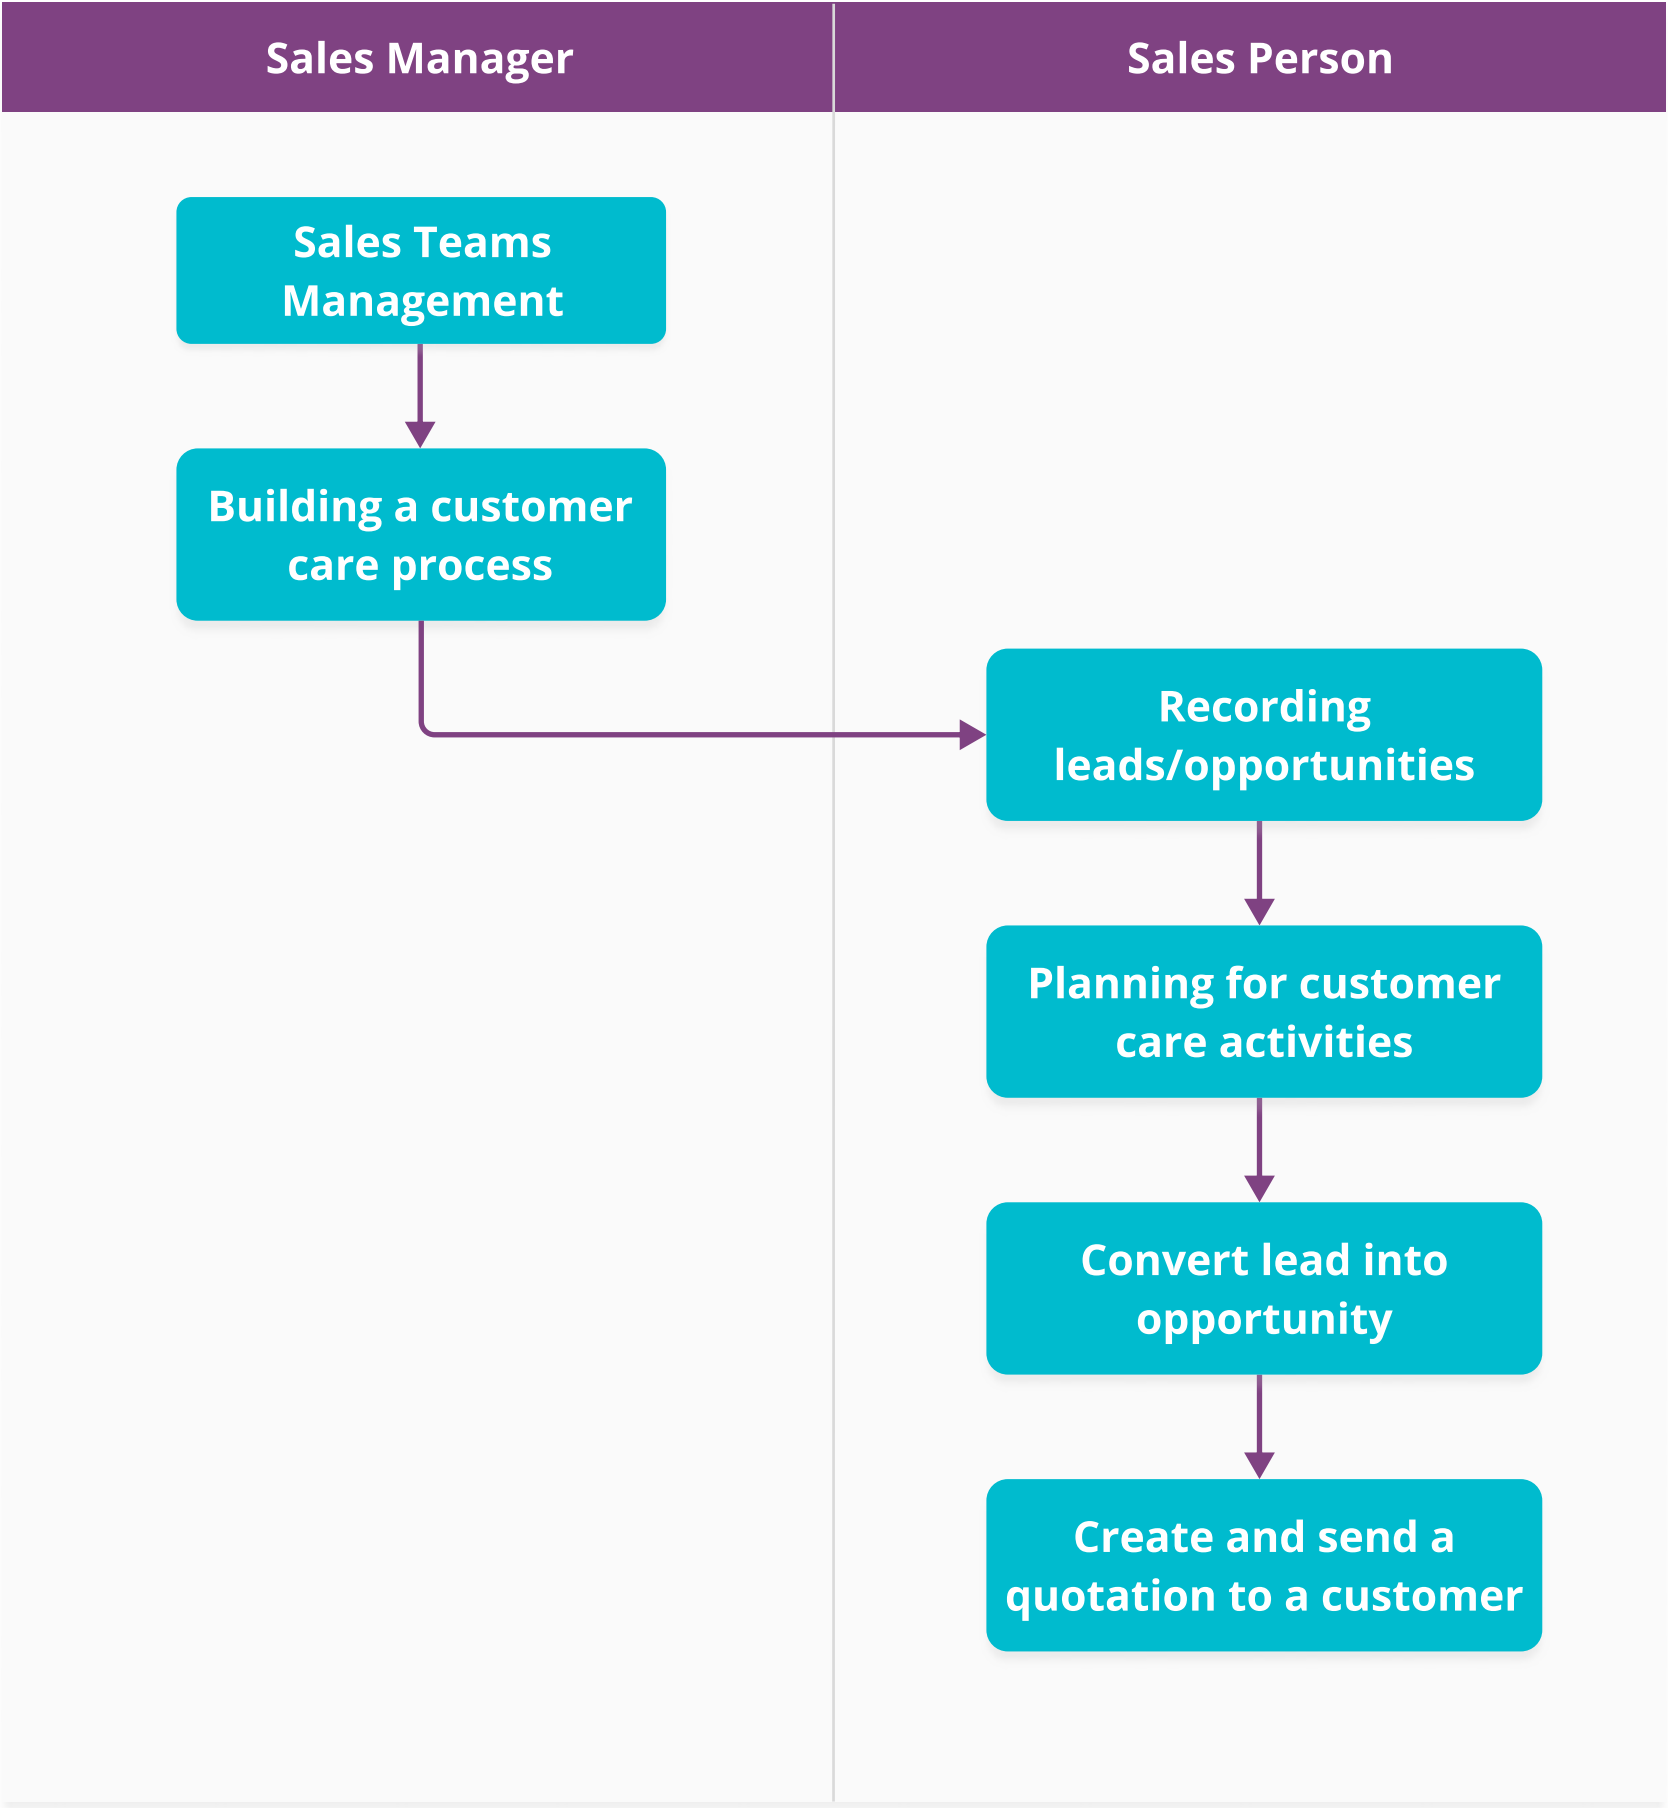 Sales Manager
Sales Person
Sales Teams
Management
Building a customer
care process
Recording
leads/opportunities
Planning for customer
care activities
Convert lead into
opportunity
Create and send a
quotation to a customer